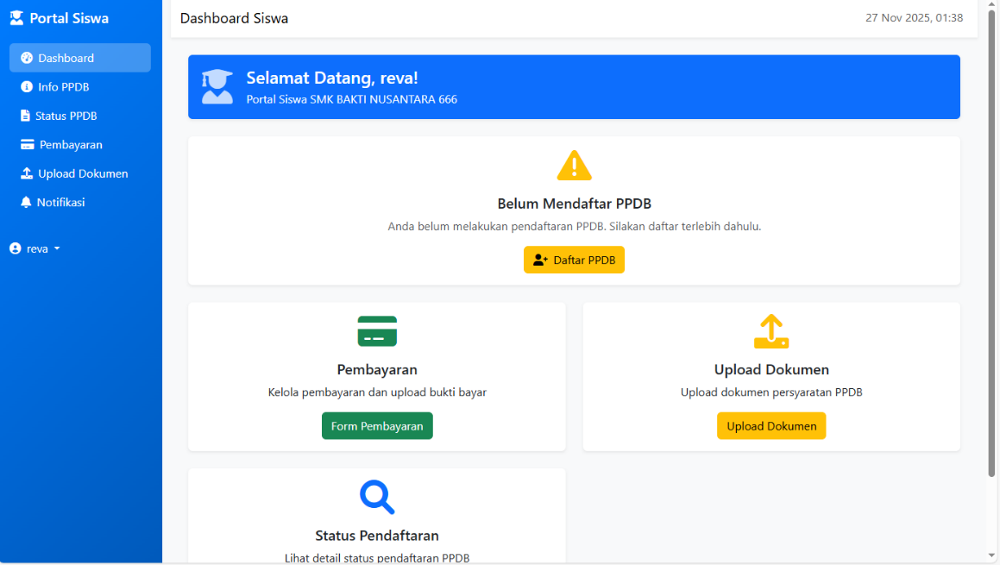 Portal Siswa
Dashboard
Info PPDB
Status PPDB
Pembayaran
Upload Dokumen
Notifikasi
reva
Dashboard Siswa
27 Nov 2025, 01:38
Selamat Datang, reva!
Portal Siswa SMK BAKTI NUSANTARA 666
Belum Mendaftar PPDB
Anda belum melakukan pendaftaran PPDB. Silakan daftar terlebih dahulu.
Daftar PPDB
Pembayaran
Kelola pembayaran dan upload bukti bayar
Form Pembayaran
Upload Dokumen
Upload dokumen persyaratan PPDB
Upload Dokumen
Status Pendaftaran
Lihat detail status pendaftaran PPDB